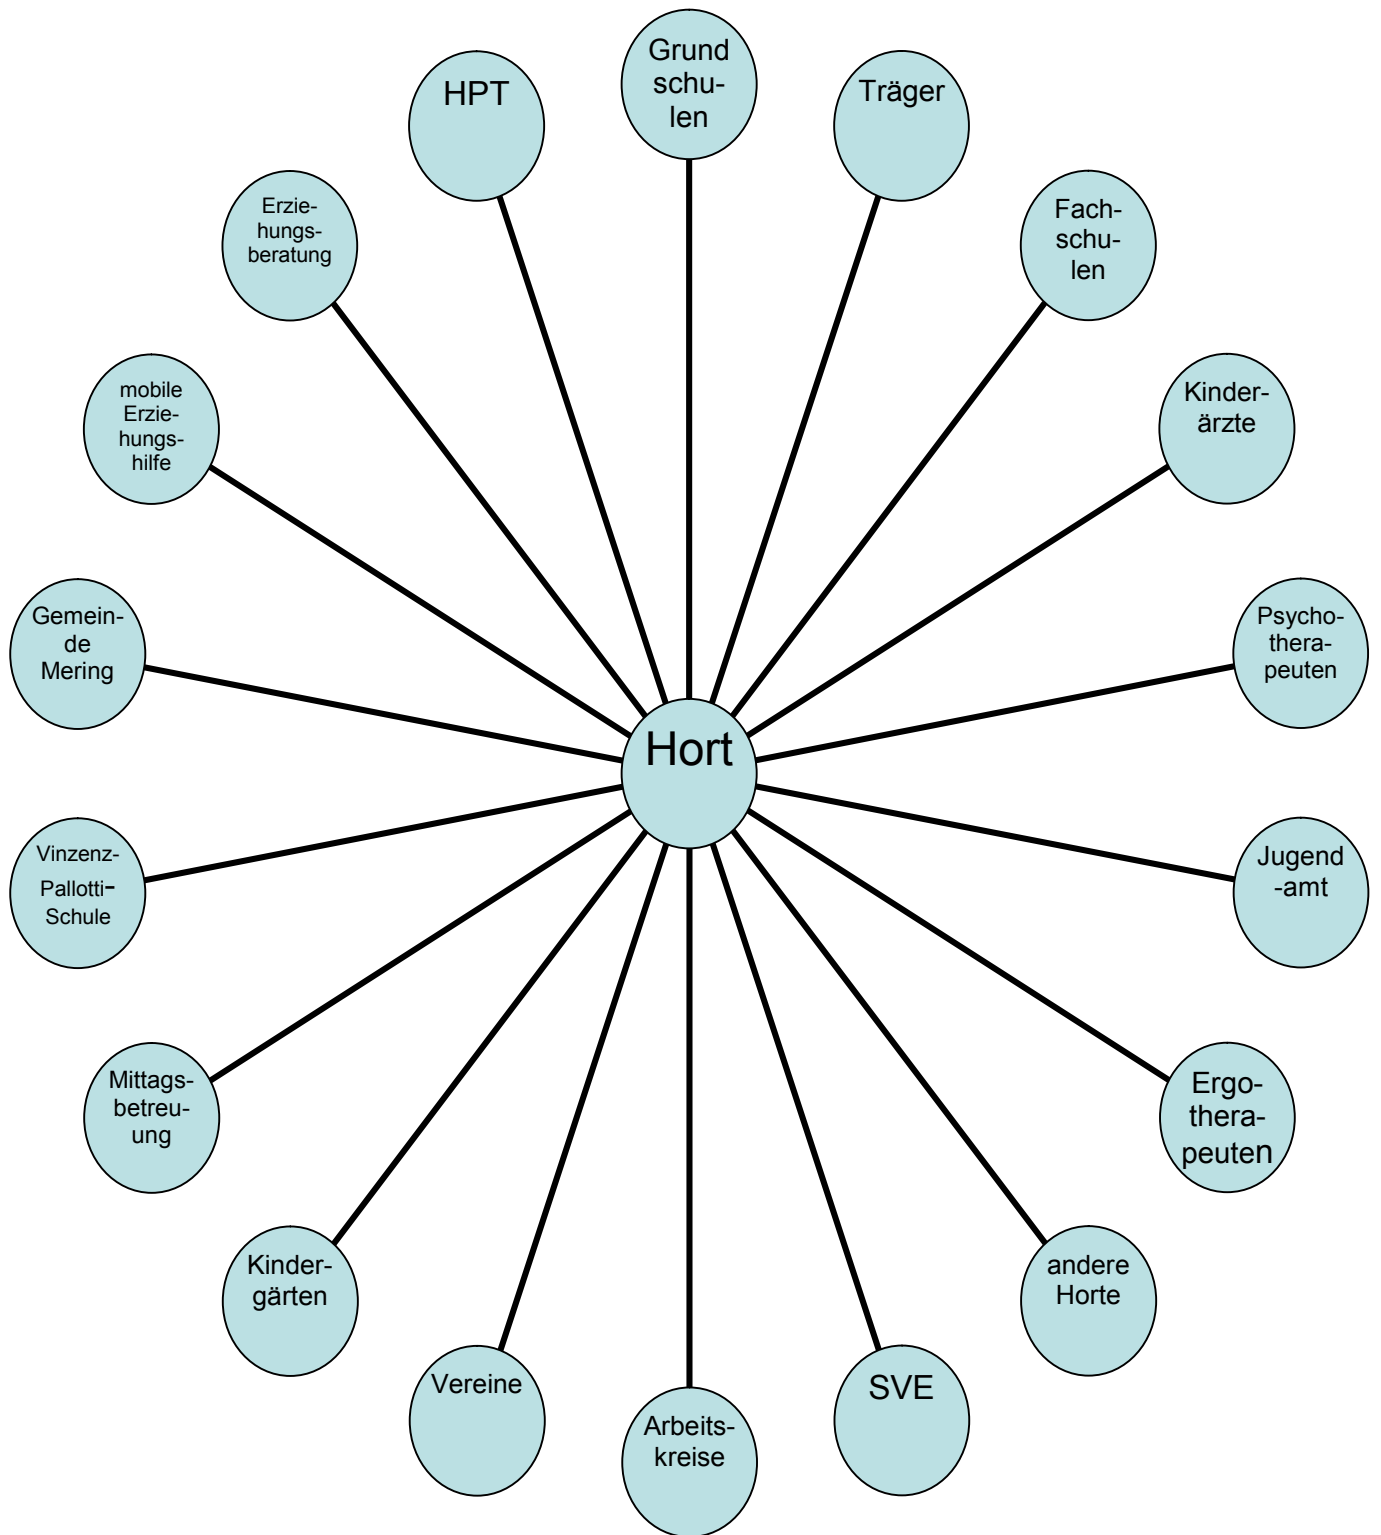 Grund
schu-
len
HPT
Träger
Erzie-
hungs-
beratung
Fach-
schu-
len
mobile
Erzie-
hungs-
hilfe
Kinder-
ärzte
Gemein-
de
Mering
Psycho-
thera-
peuten
Hort
Vinzenz-
Pallotti-
Schule
Jugend
-amt
Mittags-
betreu-
ung
Ergo-
thera-
peuten
Kinder-
gärten
andere
Horte
Vereine
SVE
Arbeits-
kreise